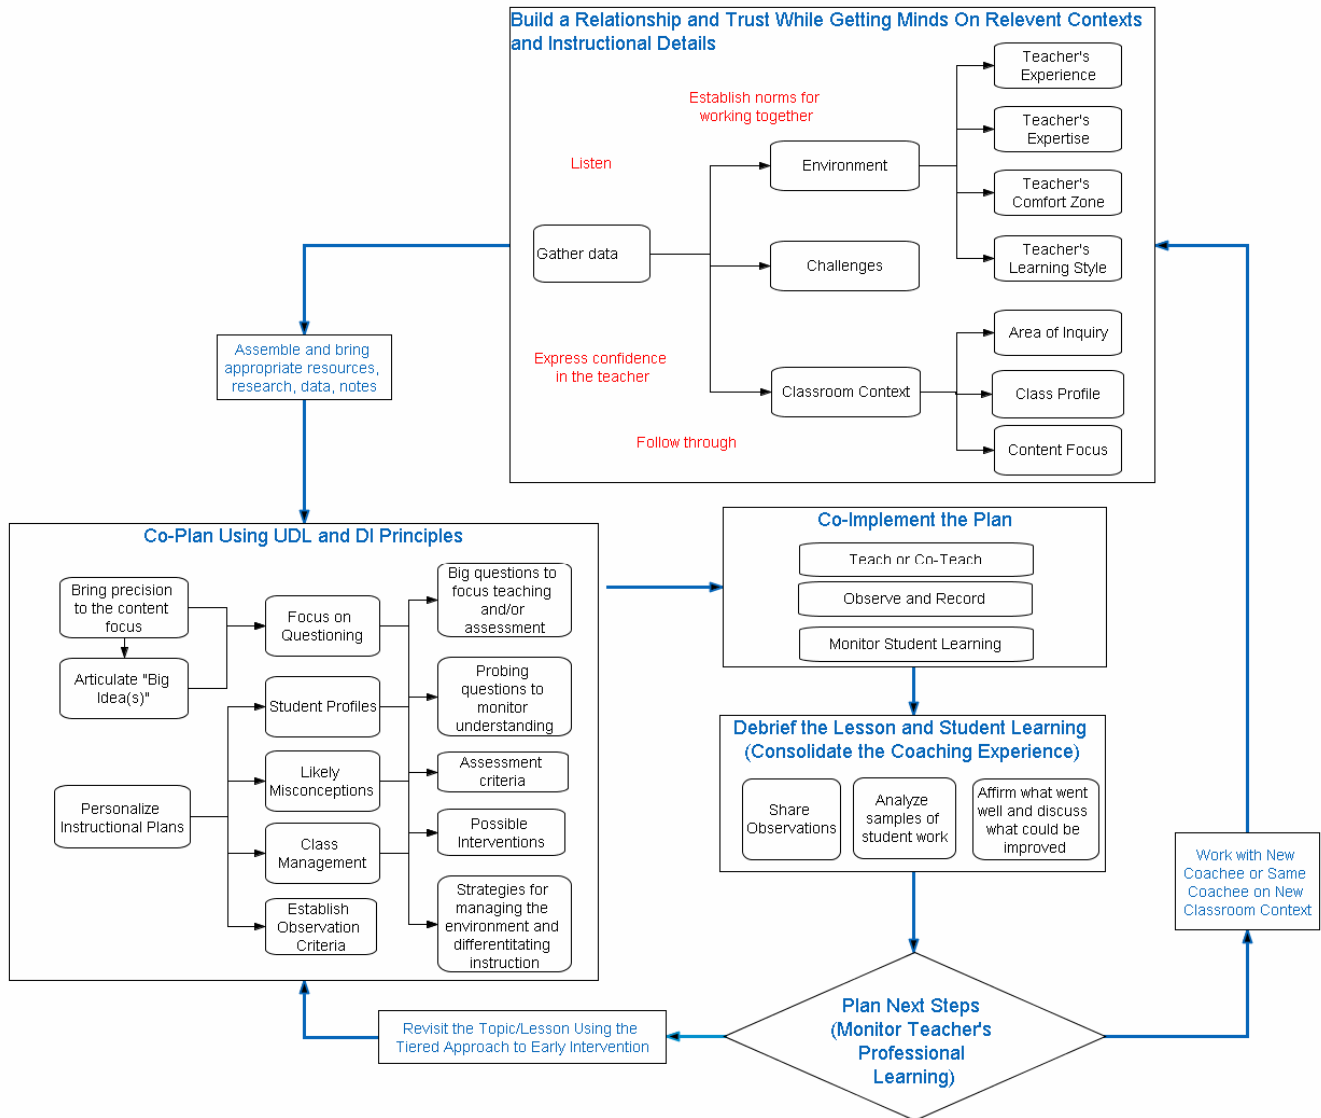 Build a Relationship and Trust While Getting Minds On Relevent Contexts
and Instructional Details
Teacher's
Experience
Establish norms for
working together
Teacher's
Expertise
Listen
Environment
Teacher's
Comfort Zone
Gather data
Challenges
Teacher's
Learning Style
Area of Inquiry
Express confidence
in the teacher
Classroom Context
Class Profile
Follow through
Content Focus
Assemble and bring
appropriate resources,
research, data, notes
Co-Plan Using UDL and DI Principles
Bring precision
to the content
focus
Articulate "Big
Idea(s)"
Personalize
Instructional Plans
Focus on
Questioning
Student Profiles
Likely
Misconceptions
Class
Management
Establish
Observation
Criteria
Big questions to
focus teaching
and/or
assessment
Probing
questions to
monitor
understanding
Assessment
criteria
Possible
Interventions
Strategies for
managing the
environment and
differentitating
instruction
Co-Implement the Plan
Teach or Co-Teach
Observe and Record
Monitor Student Learning
Debrief the Lesson and Student Learning
(Consolidate the Coaching Experience)
Share
Observations
Analyze
samples of
student work
Affirm what went
well and discuss
what could be
improved
Work with New
Coachee or Same
Coachee on New
Classroom Context
Plan Next Steps
(Monitor Teacher's
Professional
Learning)
Revisit the Topic/Lesson Using the
Tiered Approach to Early Intervention